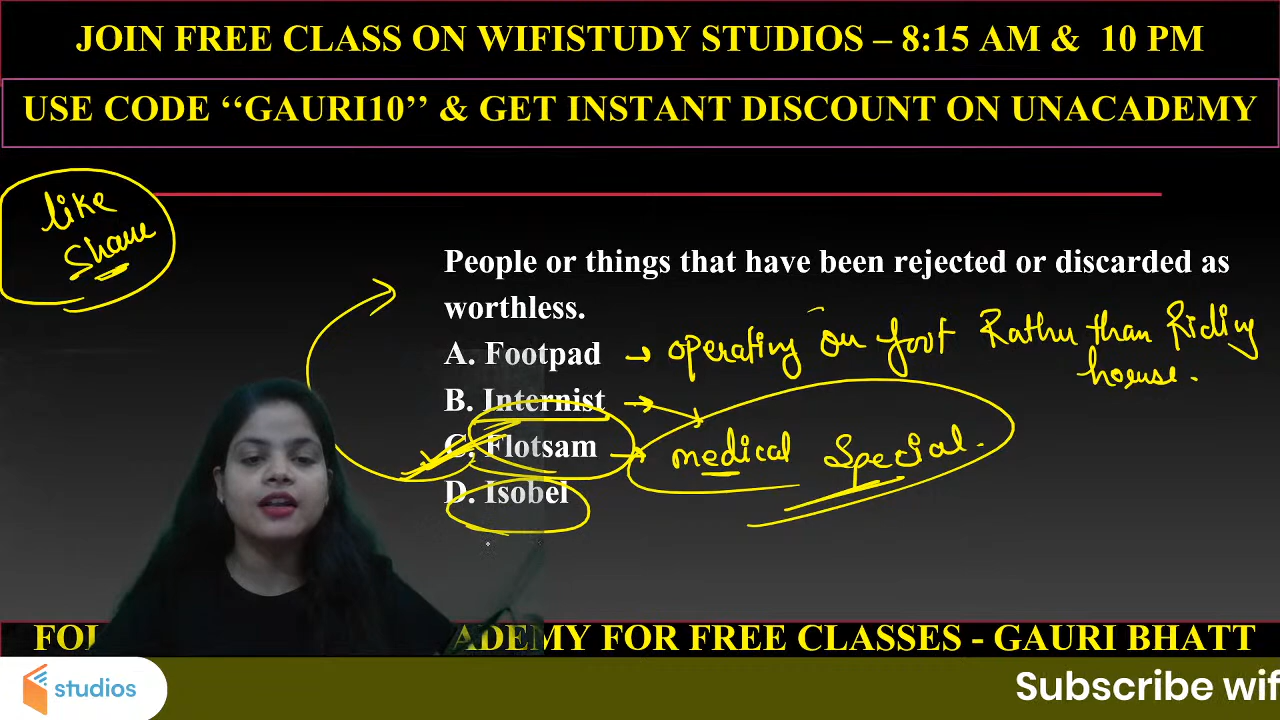 JOIN FREE CLASS ON WIFISTUDY STUDIOS – 8:15 AM & 10 PM
USE CODE ‘‘GAURI10’’ & GET INSTANT DISCOUNT ON UNACADEMY
like
Share
People or things that have been rejected or discarded as
worthless.
A. Footpad → operating on foot Rather than Riding
horse.
B. Internist →
C. Flotsam → medical Special.
D. Isobel
FOL ADEMY FOR FREE CLASSES - GAURI BHATT
studios
Subscribe wif